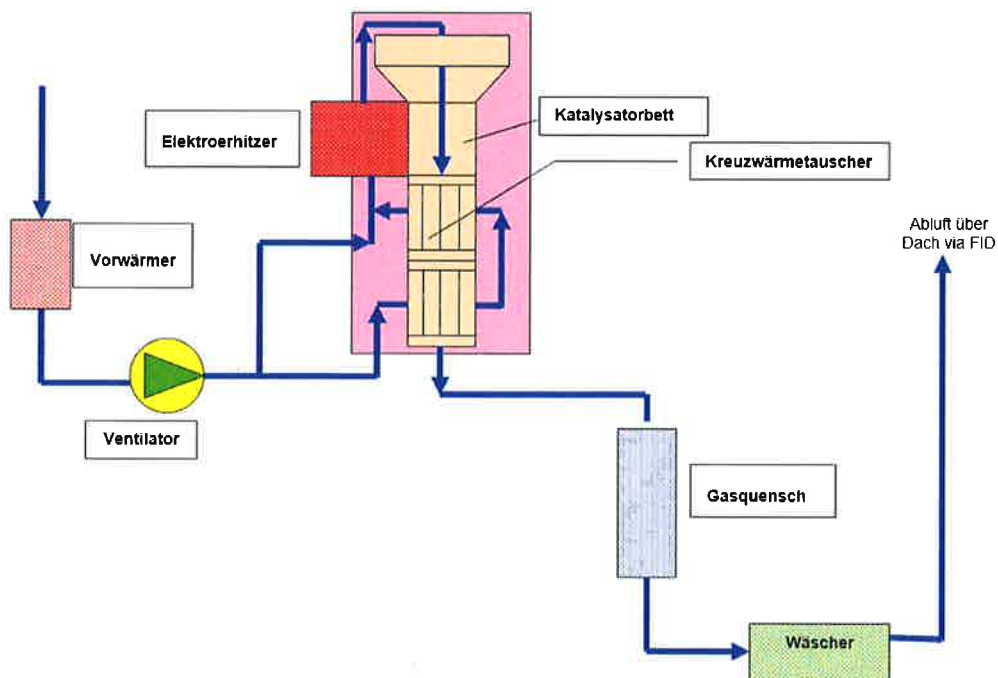 Elektroerhitzer
Katalysatorbett
Kreuzwärmetauscher
Vorwärmer
Abluft über
Dach via FID
Ventilator
Gasquensch
Wäscher